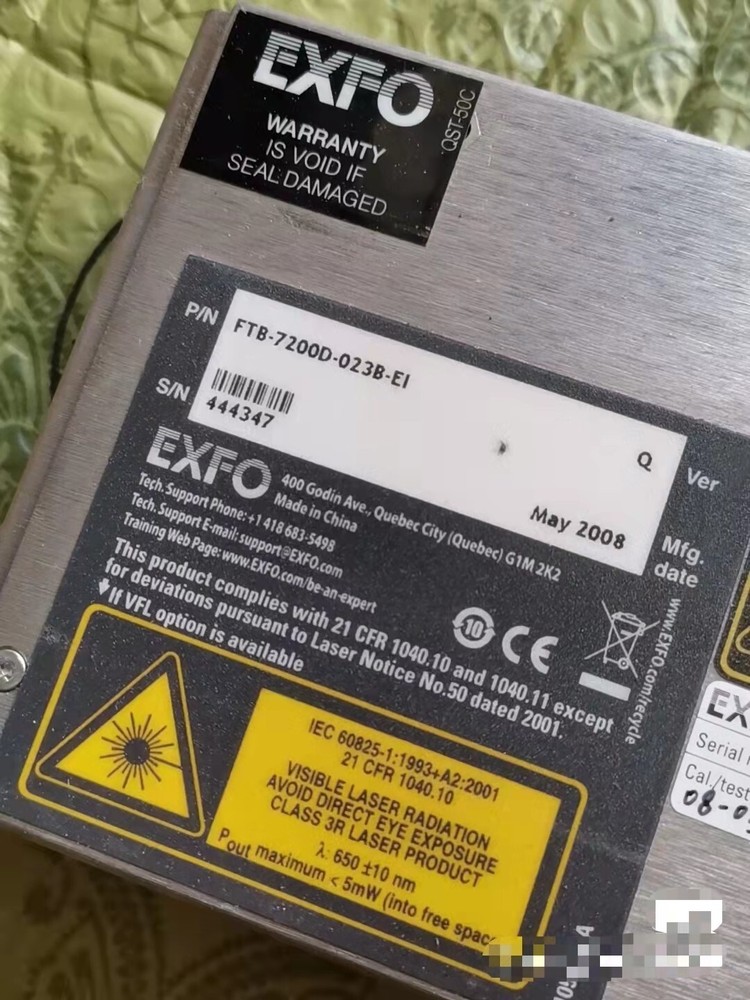 EXFO
QST-50C
WARRANTY
IS VOID IF
SEAL DAMAGED
P/N
FTB-7200D-023B-EI
S/N
444347
Q
Ver
May 2008
Mfg.
date
EXFO
400 Godin Ave., Quebec City (Quebec) G1M 2K2
Made in China
Tech. Support Phone: +1 418 683-5498
Tech. Support E-mail: support@EXFO.com
Training Web Page: www.EXFO.com/be-an-expert
10
CE
www.EXFO.com/recycle
This product complies with 21 CFR 1040.10 and 1040.11 except
for deviations pursuant to Laser Notice No.50 dated 2001.
If VFL option is available
IEC 60825-1:1993+A2:2001
21 CFR 1040.10
VISIBLE LASER RADIATION
AVOID DIRECT EYE EXPOSURE
CLASS 3R LASER PRODUCT
λ: 650 ±10 nm
Pout maximum < 5mW (into free space
EX
Serial
Cal./test
08-0